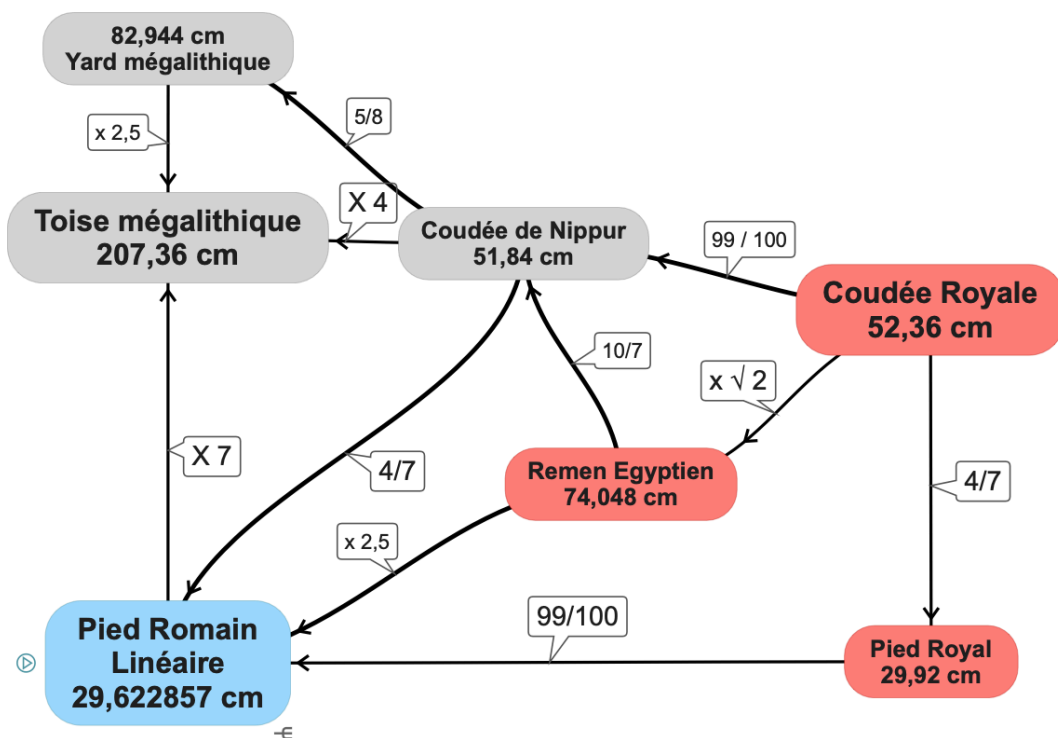 82,944 cm
Yard mégalithique
5/8
x 2,5
X 4
Toise mégalithique
207,36 cm
Coudée de Nippur
51,84 cm
99 / 100
Coudée Royale
52,36 cm
10/7
x √ 2
X 7
4/7
Remen Egyptien
74,048 cm
4/7
x 2,5
99/100
Pied Romain
Linéaire
29,622857 cm
Pied Royal
29,92 cm